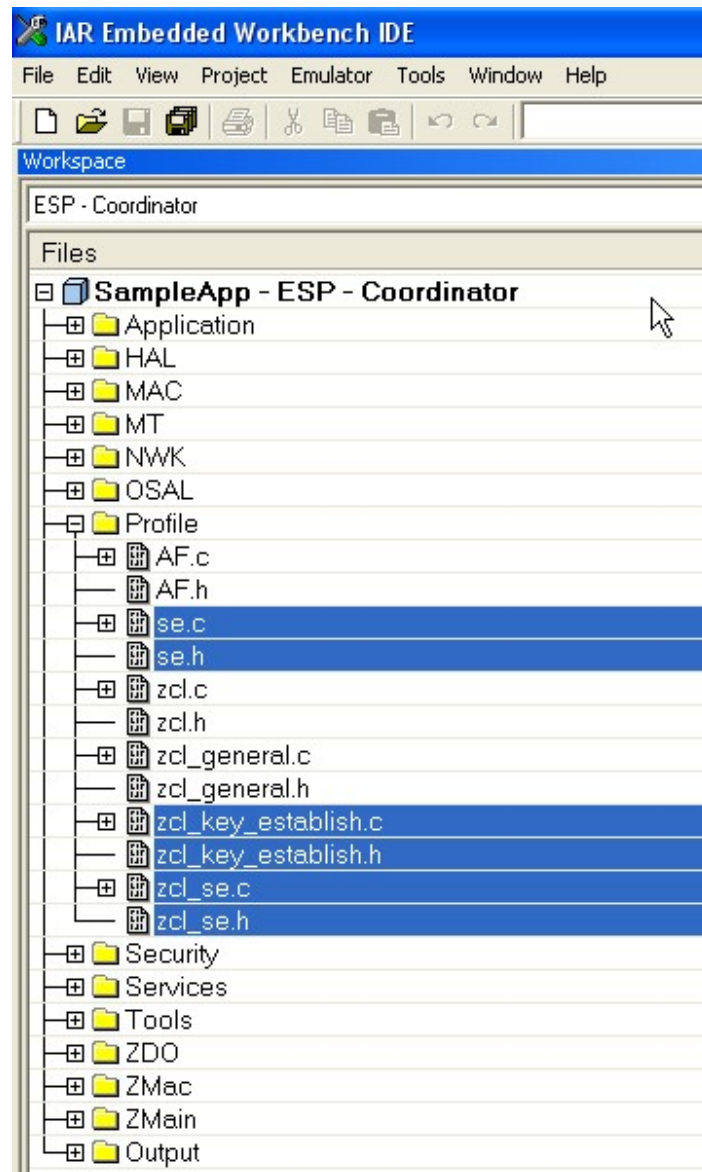 IAR Embedded Workbench IDE
File Edit View Project Emulator Tools Window Help
Workspace
ESP - Coordinator
Files
SampleApp - ESP - Coordinator
Application
HAL
MAC
MT
NWK
OSAL
Profile
AF.c
AF.h
se.c
se.h
zcl.c
zcl.h
zcl_general.c
zcl_general.h
zcl_key_establish.c
zcl_key_establish.h
zcl_se.c
zcl_se.h
Security
Services
Tools
ZDO
ZMac
ZMain
Output